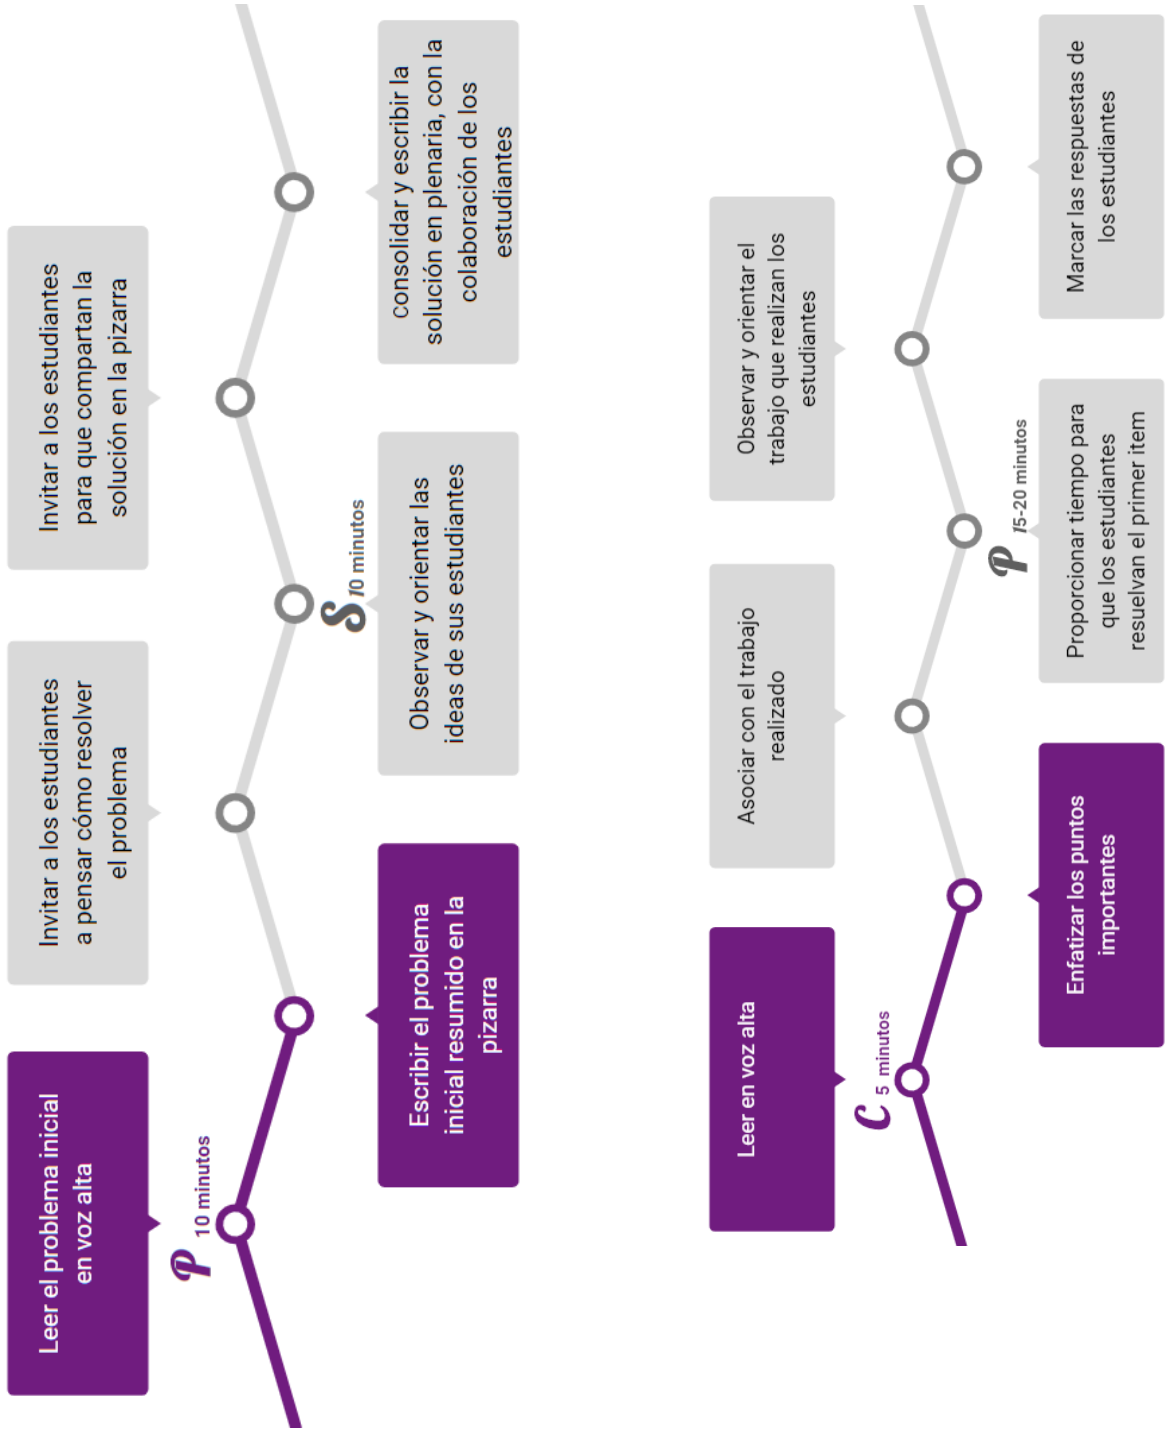 Leer el problema inicial
en voz alta
P 10 minutos
Escribir el problema
inicial resumido en la
pizarra
Invitar a los estudiantes
a pensar cómo resolver
el problema
S 10 minutos
Observar y orientar las
ideas de sus estudiantes
Invitar a los estudiantes
para que compartan la
solución en la pizarra
consolidar y escribir la
solución en plenaria, con la
colaboración de los
estudiantes
Leer en voz alta
C 5 minutos
Enfatizar los puntos
importantes
Asociar con el trabajo
realizado
P 15-20 minutos
Proporcionar tiempo para
que los estudiantes
resuelvan el primer item
Observar y orientar el
trabajo que realizan los
estudiantes
Marcar las respuestas de
los estudiantes